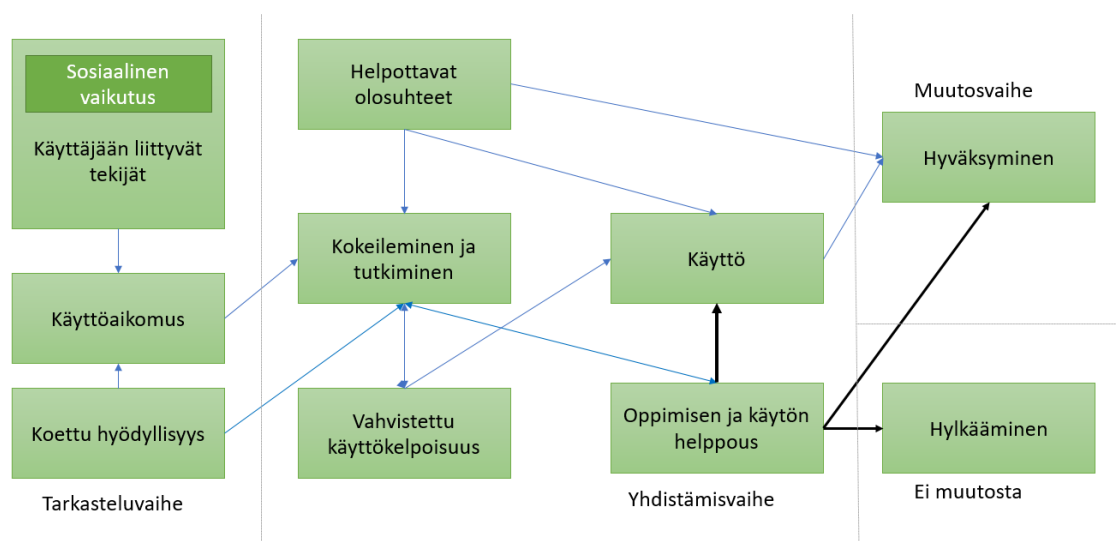 Sosiaalinen
vaikutus
Käyttäjään liittyvät
tekijät
Käyttöaikomus
Koettu hyödyllisyys
Tarkasteluvaihe
Helpottavat
olosuhteet
Kokeileminen ja
tutkiminen
Vahvistettu
käyttökelpoisuus
Käyttö
Oppimisen ja käytön
helppous
Yhdistämisvaihe
Muutosvaihe
Hyväksyminen
Hylkääminen
Ei muutosta